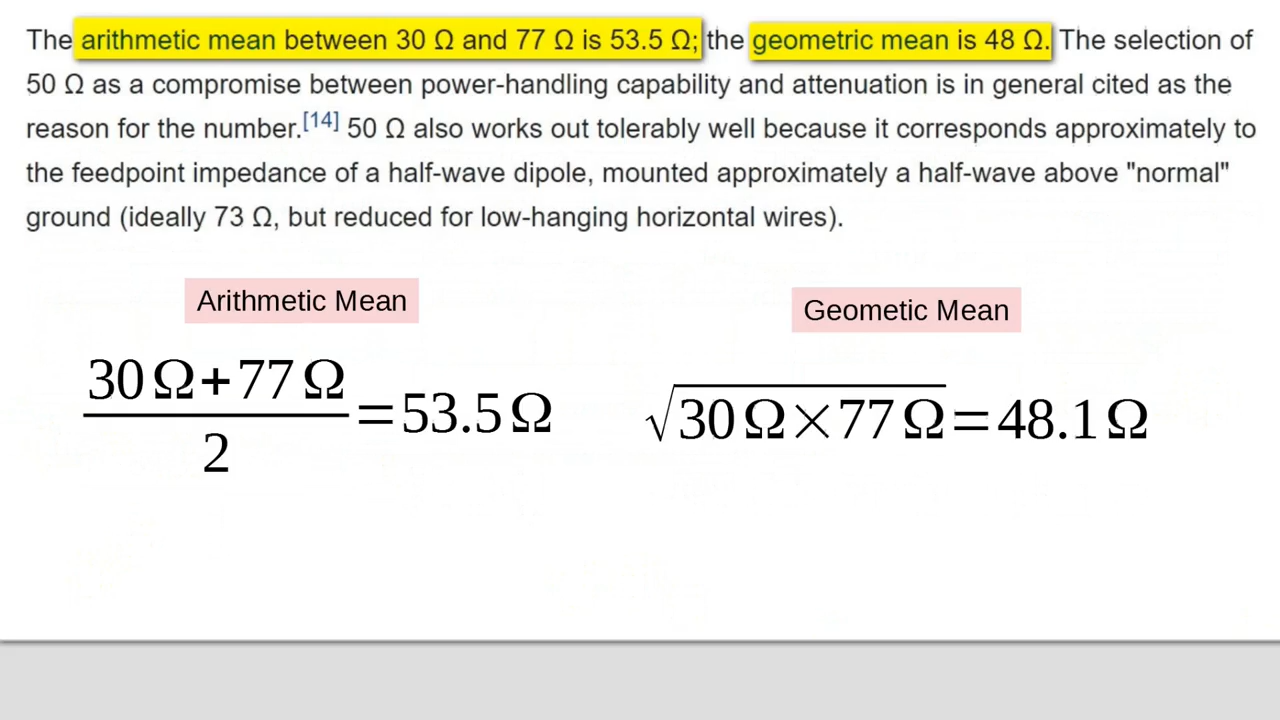 The arithmetic mean between 30 Ω and 77 Ω is 53.5 Ω; the geometric mean is 48 Ω. The selection of
50 Ω as a compromise between power-handling capability and attenuation is in general cited as the
reason for the number.[14] 50 Ω also works out tolerably well because it corresponds approximately to
the feedpoint impedance of a half-wave dipole, mounted approximately a half-wave above "normal"
ground (ideally 73 Ω, but reduced for low-hanging horizontal wires).
Arithmetic Mean
(30 Ω+77 Ω)/2=53.5 Ω
Geometic Mean
√30 Ω×77 Ω=48.1 Ω